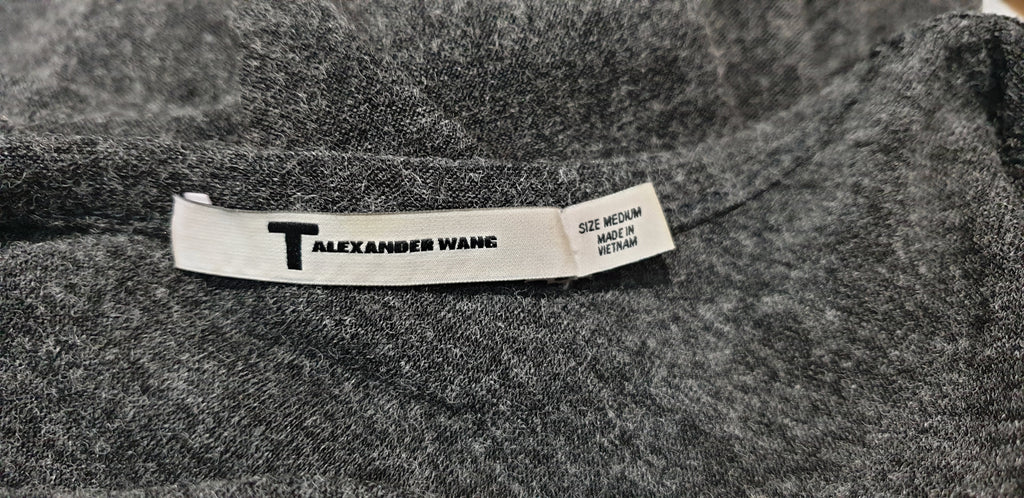 T ALEXANDER WANG
SIZE MEDIUM
MADE IN
VIETNAM